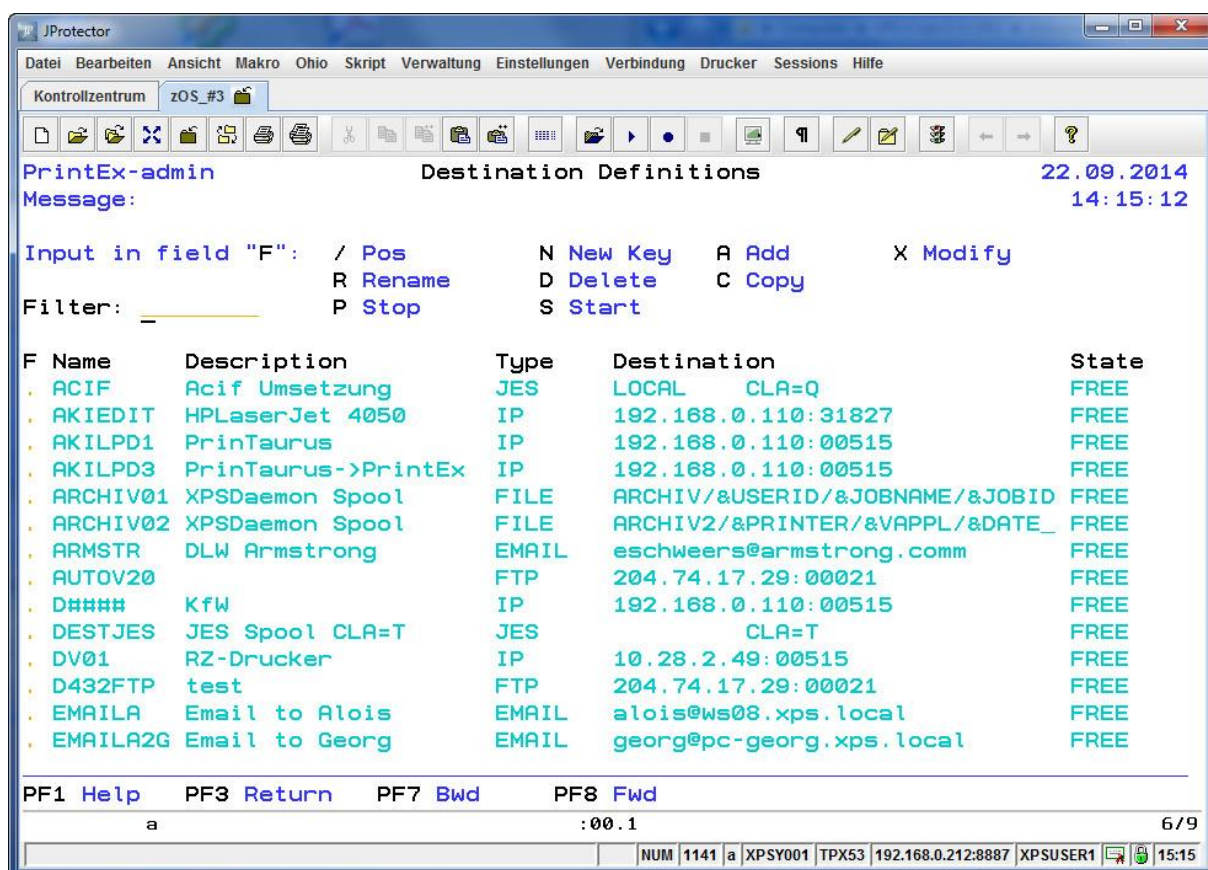 JProtector
Datei Bearbeiten Ansicht Makro Ohio Skript Verwaltung Einstellungen Verbindung Drucker Sessions Hilfe
Kontrollzentrum zOS_#3
PrintEx-admin Destination Definitions 22.09.2014
Message: 14:15:12
Input in field "F": / Pos N New Key A Add X Modify
R Rename D Delete C Copy
Filter: _________ P Stop S Start
F Name Description Type Destination State
. ACIF Acif Umsetzung JES LOCAL CLA=Q FREE
. AKIEDIT HPLaserJet 4050 IP 192.168.0.110:31827 FREE
. AKILPD1 PrinTaurus IP 192.168.0.110:00515 FREE
. AKILPD3 PrinTaurus->PrintEx IP 192.168.0.110:00515 FREE
. ARCHIV01 XPSDaemon Spool FILE ARCHIV/&USERID/&JOBNAME/&JOBID FREE
. ARCHIV02 XPSDaemon Spool FILE ARCHIV2/&PRINTER/&VAPPL/&DATE_ FREE
. ARMSTR DLW Armstrong EMAIL eschweers@armstrong.comm FREE
. AUTOV20 FTP 204.74.17.29:00021 FREE
. D#### KfW IP 192.168.0.110:00515 FREE
. DESTJES JES Spool CLA=T JES CLA=T FREE
. DV01 RZ-Drucker IP 10.28.2.49:00515 FREE
. D432FTP test FTP 204.74.17.29:00021 FREE
. EMAILA Email to Alois EMAIL alois@ws08.xps.local FREE
. EMAILA2G Email to Georg EMAIL georg@pc-georg.xps.local FREE
PF1 Help PF3 Return PF7 Bwd PF8 Fwd
a :00.1 6/9
NUM 1141 a XPSY001 TPX53 192.168.0.212:8887 XPSUSER1 15:15